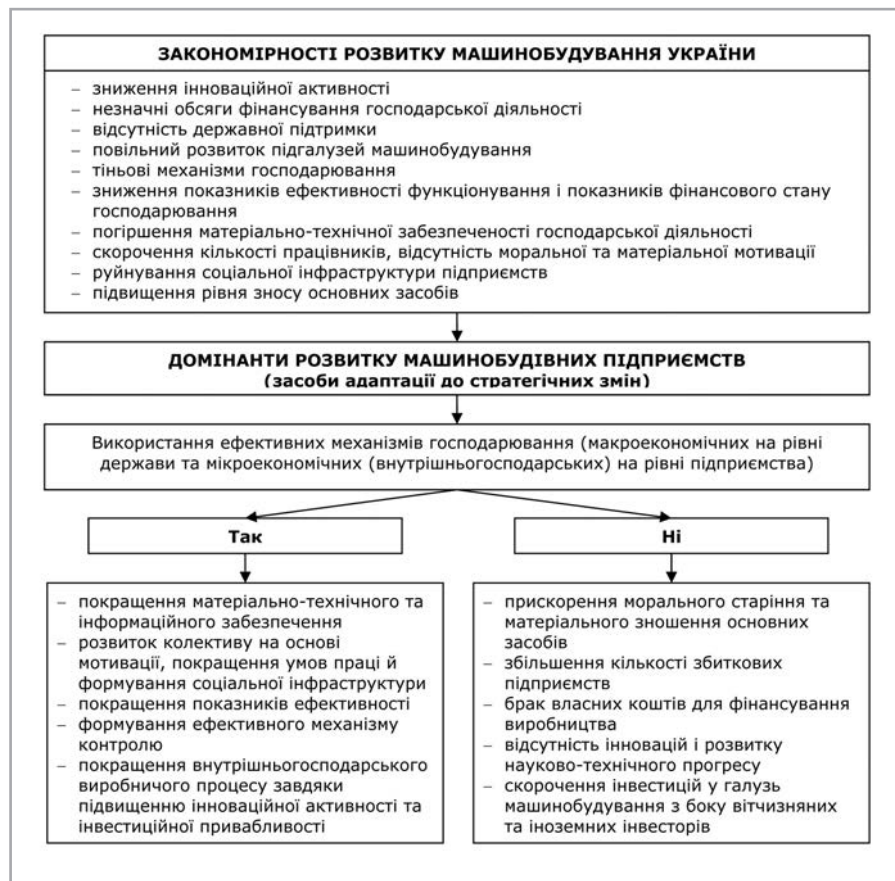 ЗАКОНОМІРНОСТІ РОЗВИТКУ МАШИНОБУДУВАННЯ УКРАЇНИ
– зниження інноваційної активності
– незначні обсяги фінансування господарської діяльності
– відсутність державної підтримки
– повільний розвиток підгалузей машинобудування
– тіньові механізми господарювання
– зниження показників ефективності функціонування і показників фінансового стану
господарювання
– погіршення матеріально-технічної забезпеченості господарської діяльності
– скорочення кількості працівників, відсутність моральної та матеріальної мотивації
– руйнування соціальної інфраструктури підприємств
– підвищення рівня зносу основних засобів
ДОМІНАНТИ РОЗВИТКУ МАШИНОБУДІВНИХ ПІДПРИЄМСТВ
(засоби адаптації до стратегічних змін)
Використання ефективних механізмів господарювання (макроекономічних на рівні
держави та мікроекономічних (внутрішньогосподарських) на рівні підприємства)
Так
– покращення матеріально-технічного та
інформаційного забезпечення
– розвиток колективу на основі
мотивації, покращення умов праці й
формування соціальної інфраструктури
– покращення показників ефективності
– формування ефективного механізму
контролю
– покращення внутрішньогосподарського
виробничого процесу завдяки
підвищенню інноваційної активності та
інвестиційної привабливості
Ні
– прискорення морального старіння та
матеріального зношення основних
засобів
– збільшення кількості збиткових
підприємств
– брак власних коштів для фінансування
виробництва
– відсутність інновацій і розвитку
науково-технічного прогресу
– скорочення інвестицій у галузь
машинобудування з боку вітчизняних
та іноземних інвесторів